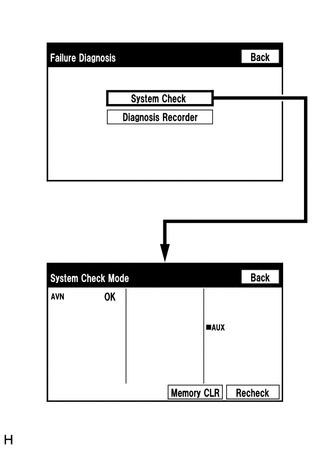 Failure Diagnosis
Back
System Check
Diagnosis Recorder
System Check Mode
Back
AVN OK
■AUX
Memory CLR
Recheck
H